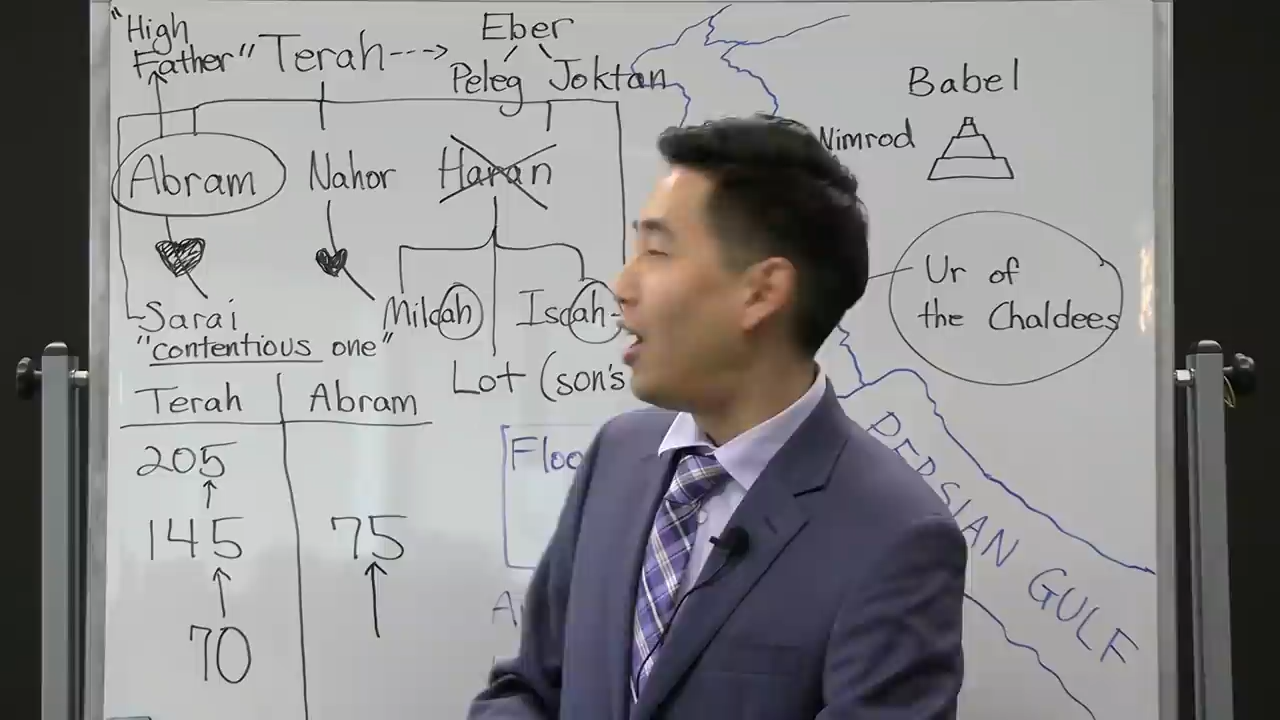 "High Father"
Terah
Eber
Peleg Joktan
Babel
Nimrod
Abram Nahor Haran
Sarai
"contentious one"
Milcah Iscah
Lot (son's
Ur of
the Chaldees
Terah Abram
205
145 75
70
Floo
PERSIAN GULF